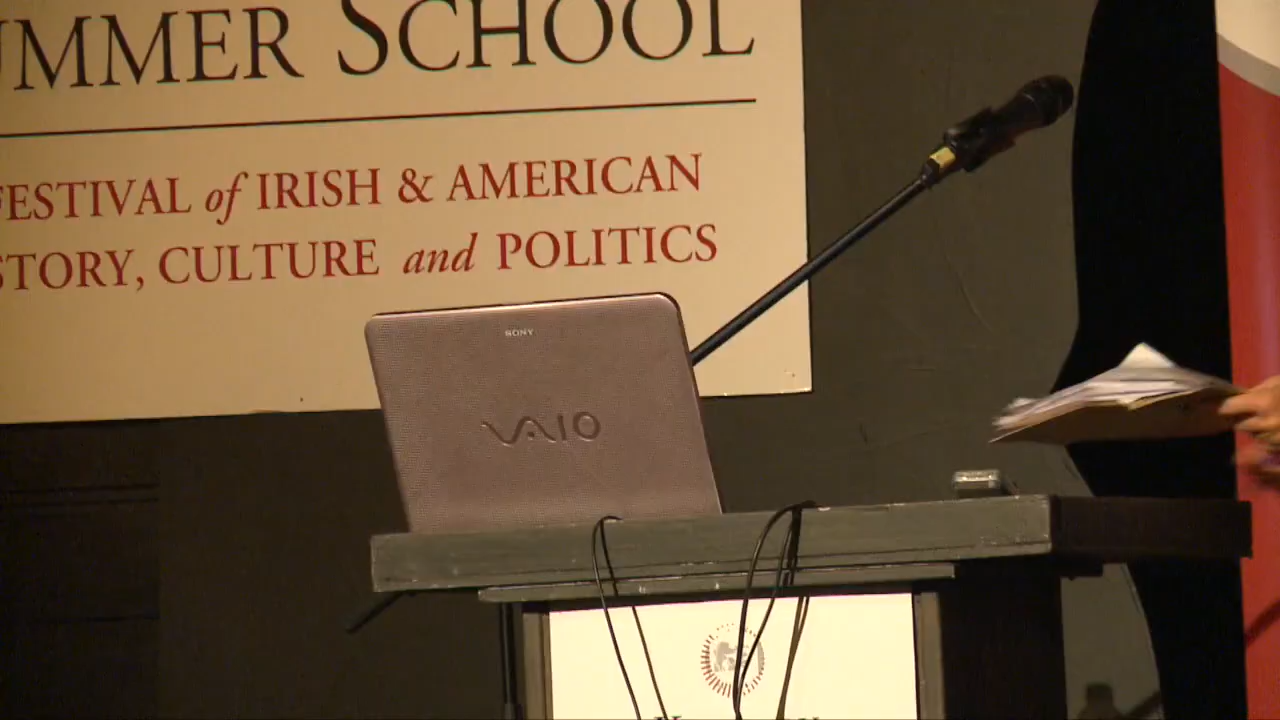 UMMER SCHOOL
FESTIVAL of IRISH & AMERICAN
STORY, CULTURE and POLITICS
SONY
VAIO